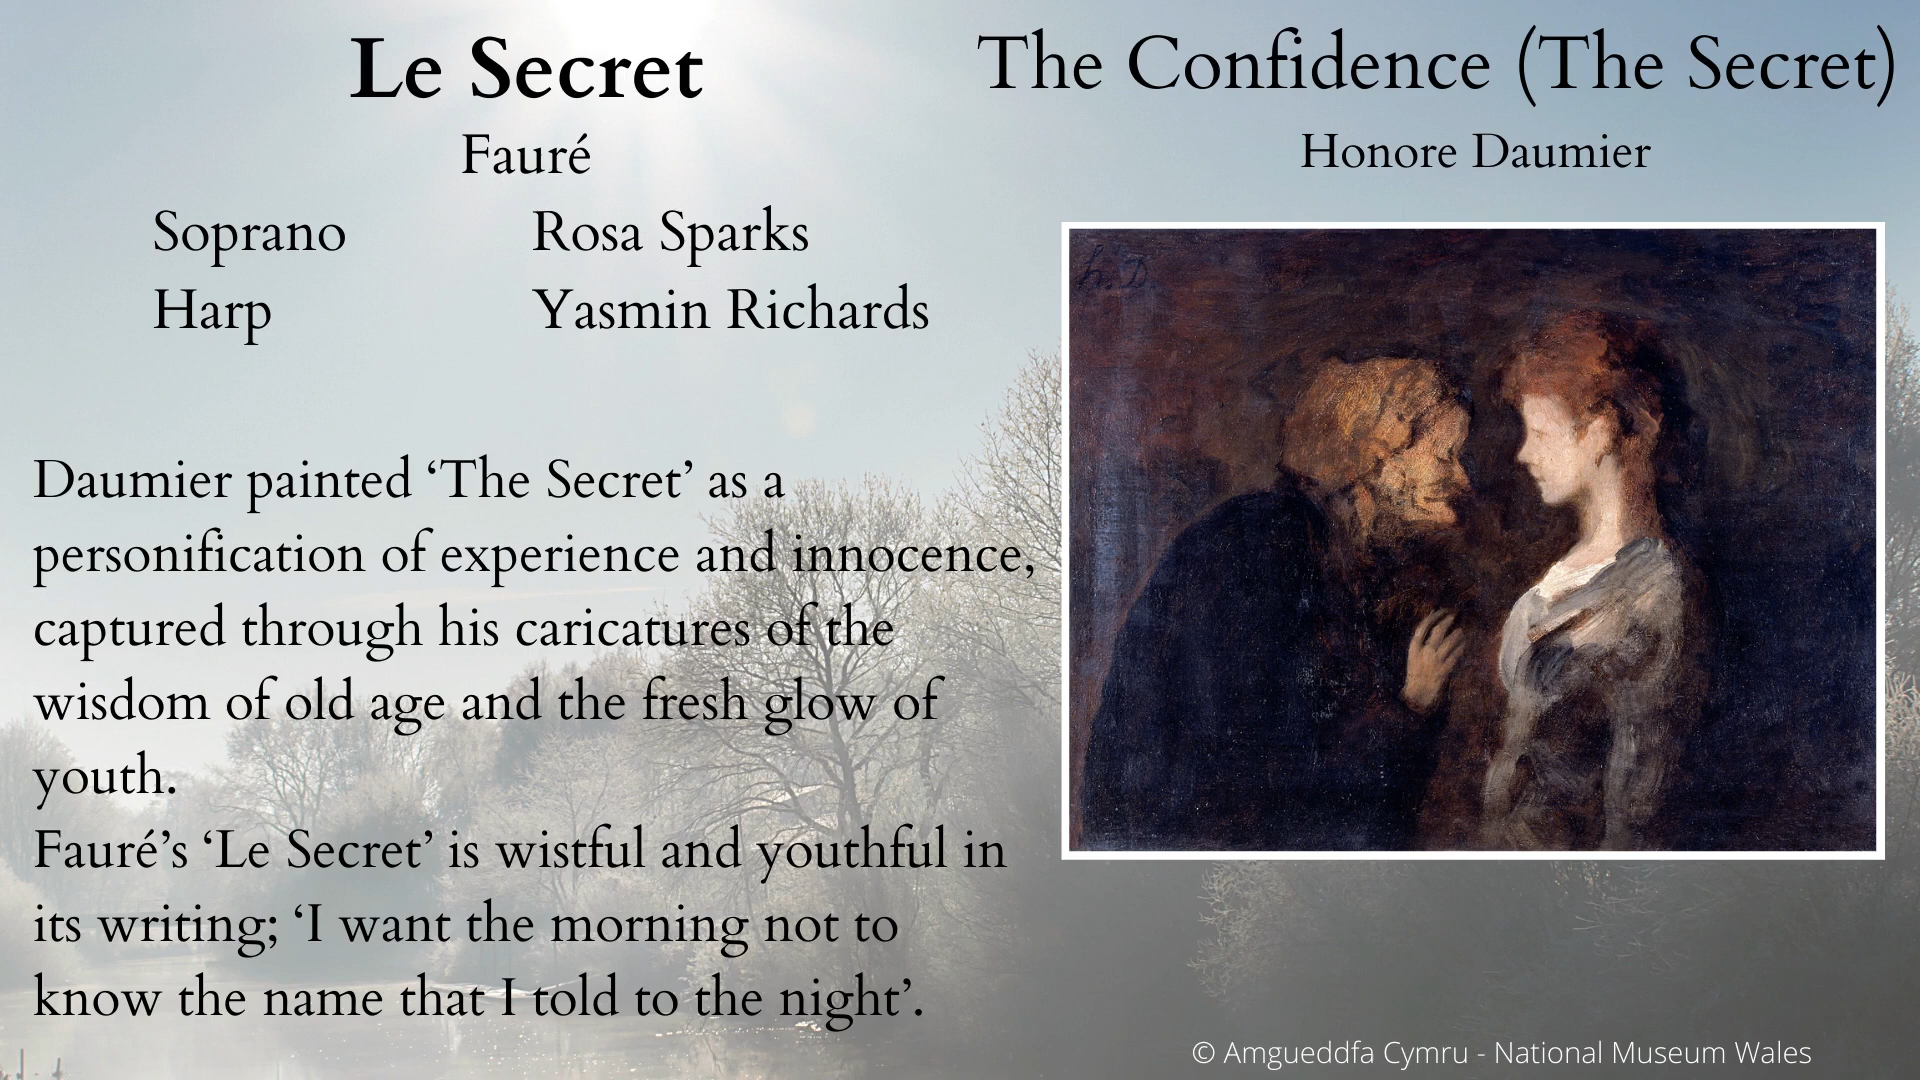 Le Secret
Fauré
Soprano Rosa Sparks
Harp Yasmin Richards
Daumier painted ‘The Secret’ as a
personification of experience and innocence,
captured through his caricatures of the
wisdom of old age and the fresh glow of
youth.
Fauré’s ‘Le Secret’ is wistful and youthful in
its writing; ‘I want the morning not to
know the name that I told to the night’.
The Confidence (The Secret)
Honore Daumier
h. D.
© Amgueddfa Cymru - National Museum Wales